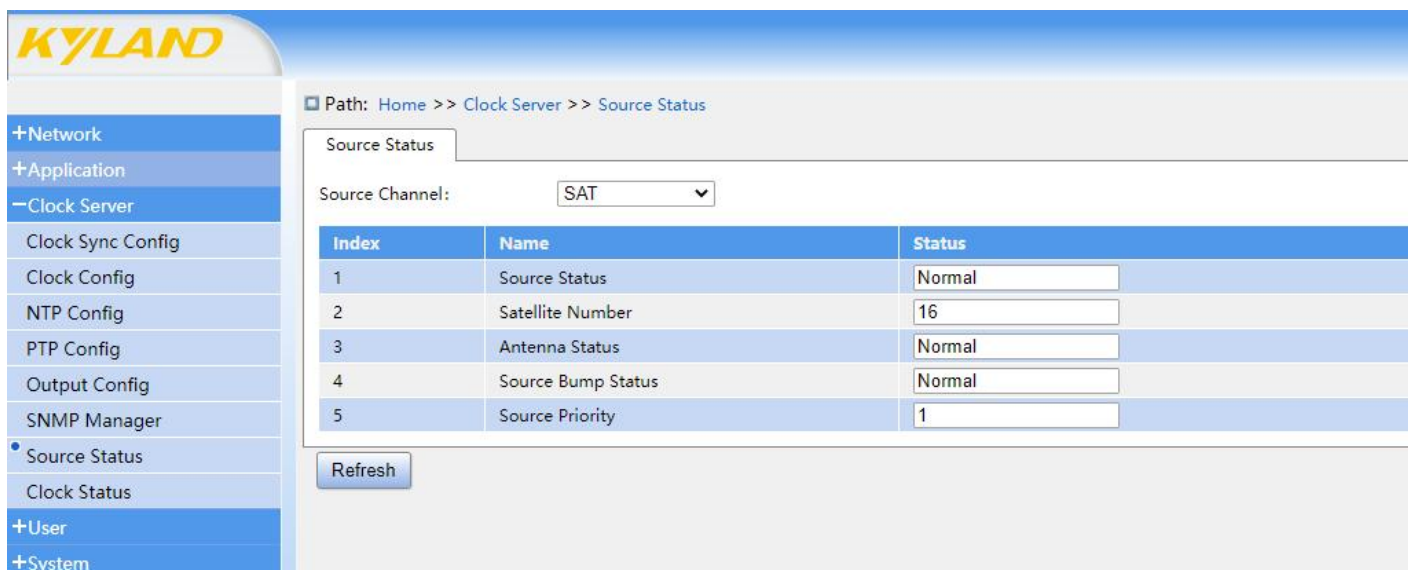 KYLAND
Path: Home >> Clock Server >> Source Status
+Network
+Application
−Clock Server
Clock Sync Config
Clock Config
NTP Config
PTP Config
Output Config
SNMP Manager
Source Status
Clock Status
+User
+System
Source Status
Source Channel: SAT
Index Name Status
1 Source Status Normal
2 Satellite Number 16
3 Antenna Status Normal
4 Source Bump Status Normal
5 Source Priority 1
Refresh